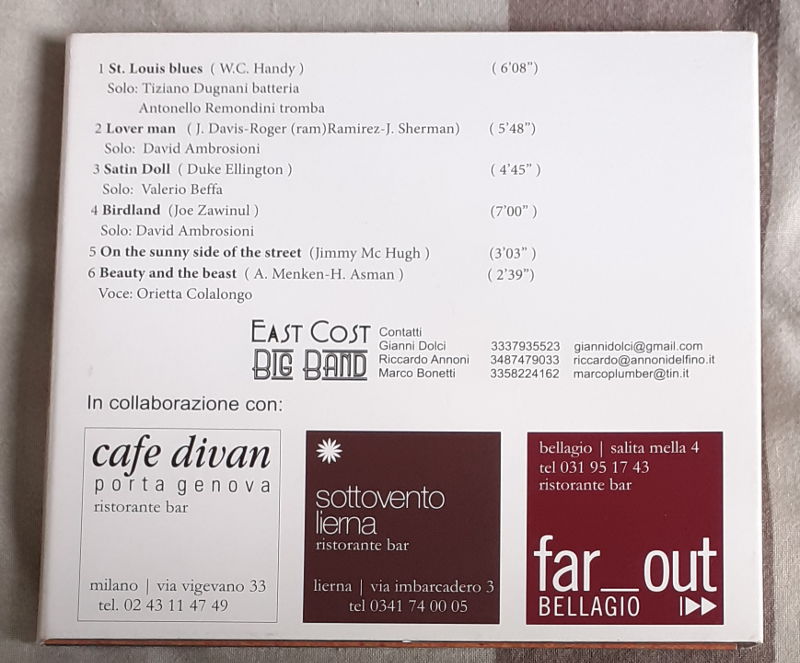 1 St. Louis blues ( W.C. Handy ) ( 6'08")
Solo: Tiziano Dugnani batteria
Antonello Remondini tromba
2 Lover man ( J. Davis-Roger (ram)Ramirez-J. Sherman) ( 5'48")
Solo: David Ambrosioni
3 Satin Doll ( Duke Ellington ) ( 4'45" )
Solo: Valerio Beffa
4 Birdland (Joe Zawinul ) (7'00" )
Solo: David Ambrosioni
5 On the sunny side of the street (Jimmy Mc Hugh ) (3'03" )
6 Beauty and the beast ( A. Menken-H. Asman ) ( 2'39")
Voce: Orietta Colalongo
EAST COST
BIG BAND
Contatti
Gianni Dolci 3337935523 giannidolci@gmail.com
Riccardo Annoni 3487479033 riccardo@annonidelfino.it
Marco Bonetti 3358224162 marcoplumber@tin.it
In collaborazione con:
cafe divan
porta genova
ristorante bar
milano | via vigevano 33
tel. 02 43 11 47 49
sottovento
lierna
ristorante bar
lierna | via imbarcadero 3
tel 0341 74 00 05
bellagio | salita mella 4
tel 031 95 17 43
ristorante bar
far_out
BELLAGIO